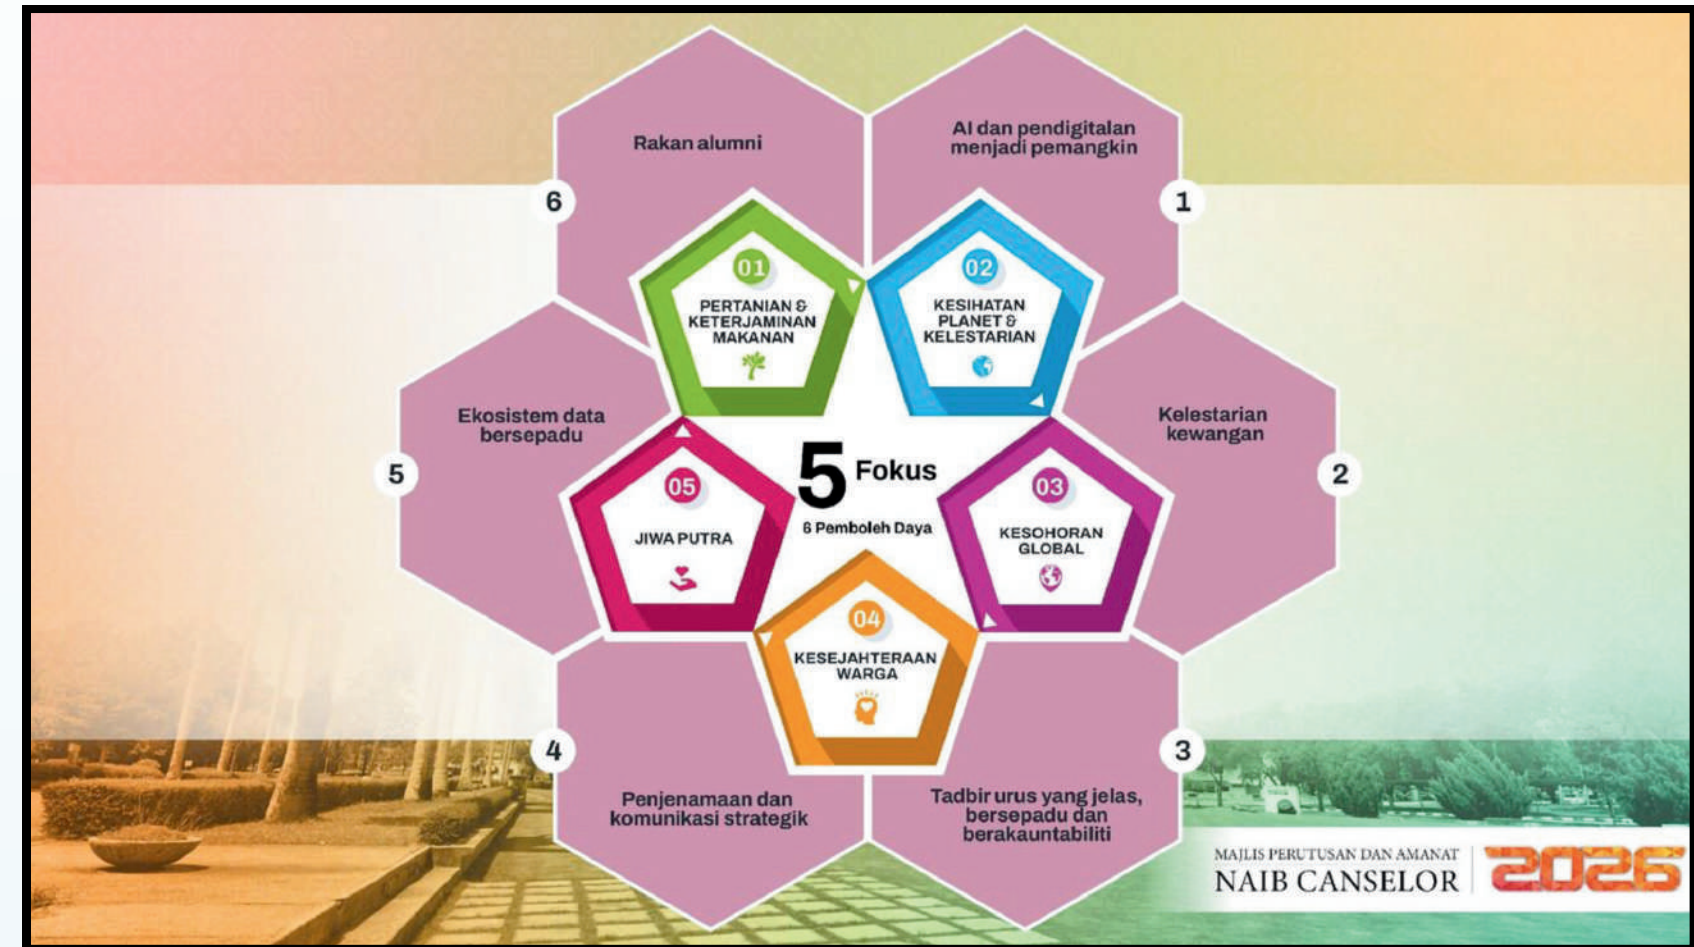 5 Fokus
6 Pemboleh Daya
01
PERTANIAN &
KETERJAMINAN
MAKANAN
02
KESIHATAN
PLANET &
KELESTARIAN
03
KESOHORAN
GLOBAL
04
KESEJAHTERAAN
WARGA
05
JIWA PUTRA
1
AI dan pendigitalan
menjadi pemangkin
2
Kelestarian
kewangan
3
Tadbir urus yang jelas,
bersepadu dan
berakauntabiliti
4
Penjenamaan dan
komunikasi strategik
5
Ekosistem data
bersepadu
6
Rakan alumni
MAJLIS PERUTUSAN DAN AMANAT
NAIB CANSELOR
2026